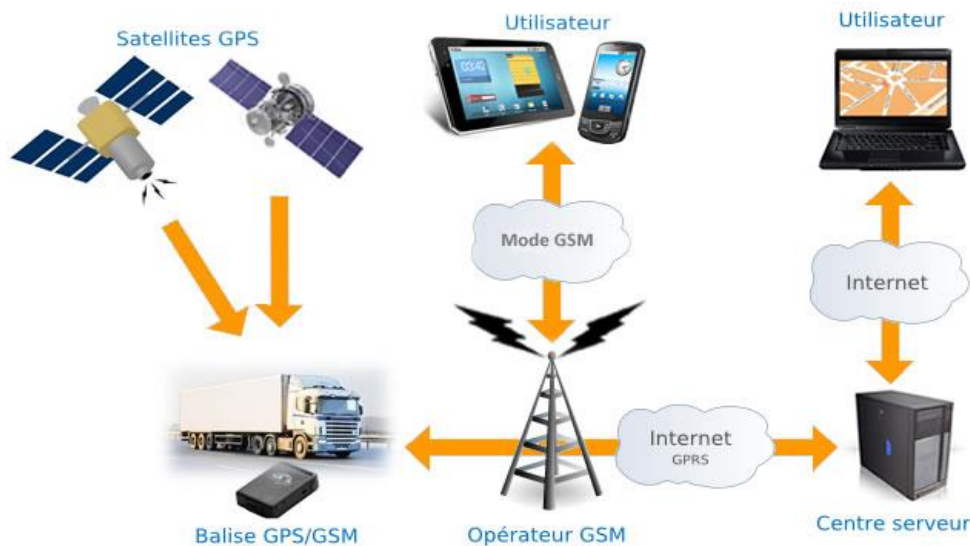 Satellites GPS
Utilisateur
Utilisateur
Mode GSM
Internet
Internet
GPRS
Balise GPS/GSM
Opérateur GSM
Centre serveur